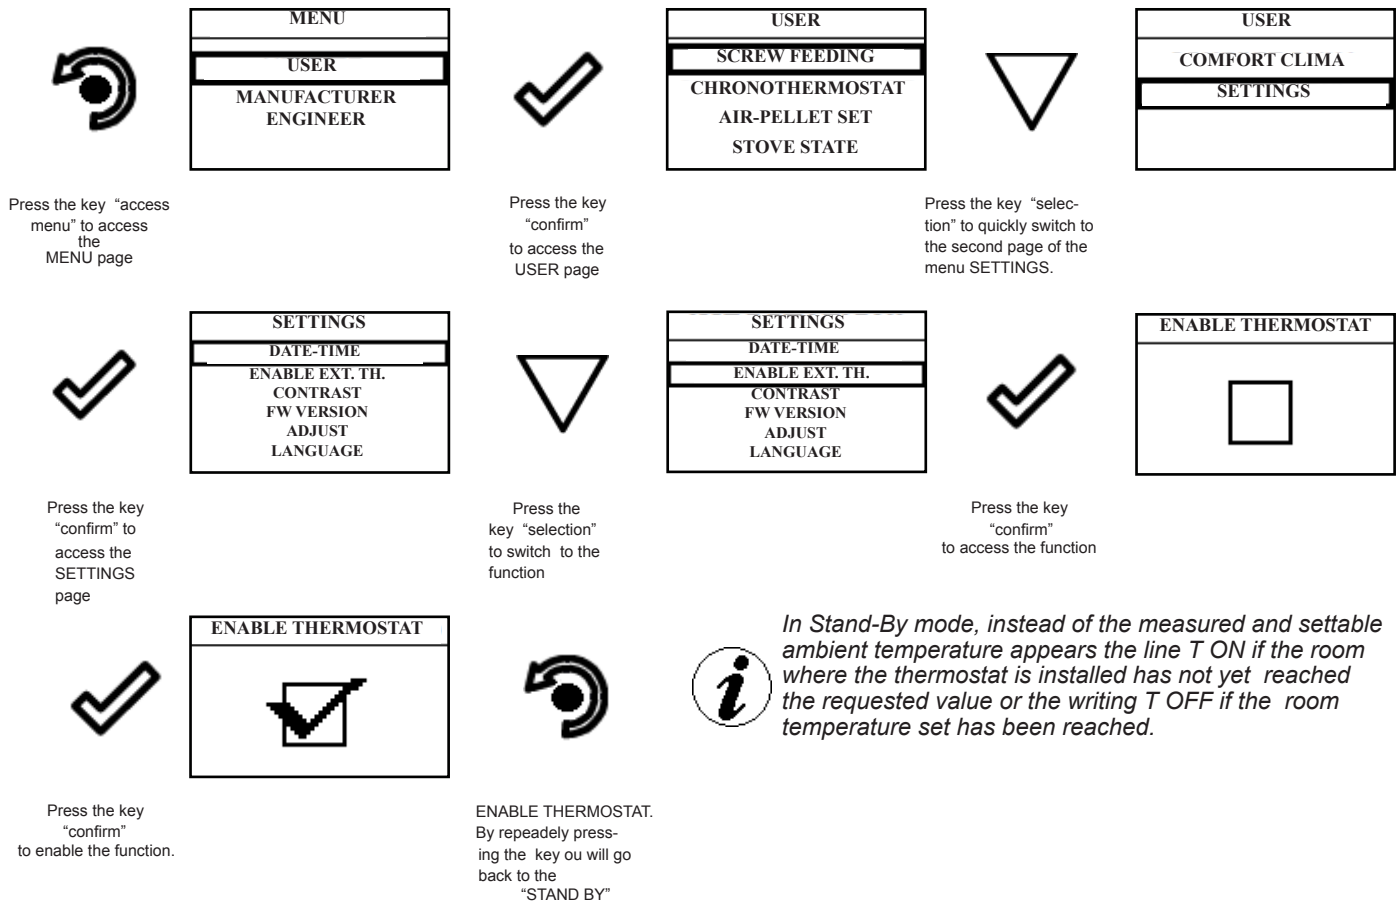 MENU
USER
MANUFACTURER
ENGINEER
USER
SCREW FEEDING
CHRONOTHERMOSTAT
AIR-PELLET SET
STOVE STATE
USER
COMFORT CLIMA
SETTINGS
Press the key “access
menu” to access
the
MENU page
Press the key
“confirm”
to access the
USER page
Press the key “selec-
tion” to quickly switch to
the second page of the
menu SETTINGS.
SETTINGS
DATE-TIME
ENABLE EXT. TH.
CONTRAST
FW VERSION
ADJUST
LANGUAGE
SETTINGS
DATE-TIME
ENABLE EXT. TH.
CONTRAST
FW VERSION
ADJUST
LANGUAGE
ENABLE THERMOSTAT
Press the key
“confirm” to
access the
SETTINGS
page
Press the
key “selection”
to switch to the
function
Press the key
“confirm”
to access the function
ENABLE THERMOSTAT
In Stand-By mode, instead of the measured and settable
ambient temperature appears the line T ON if the room
where the thermostat is installed has not yet reached
the requested value or the writing T OFF if the room
temperature set has been reached.
Press the key
“confirm”
to enable the function.
ENABLE THERMOSTAT.
By repeadely press-
ing the key ou will go
back to the
“STAND BY”